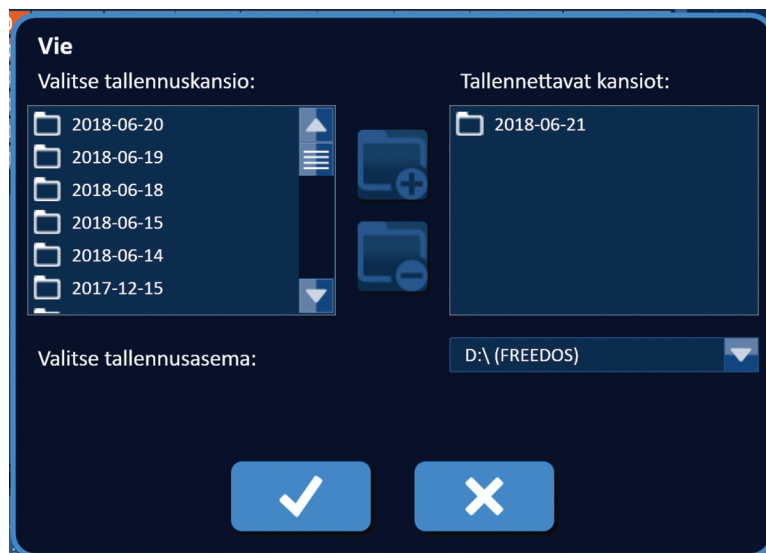 Vie
Valitse tallennuskansio:
2018-06-20
2018-06-19
2018-06-18
2018-06-15
2018-06-14
2017-12-15
Tallennettavat kansiot:
2018-06-21
Valitse tallennusasema:
D:\ (FREEDOS)